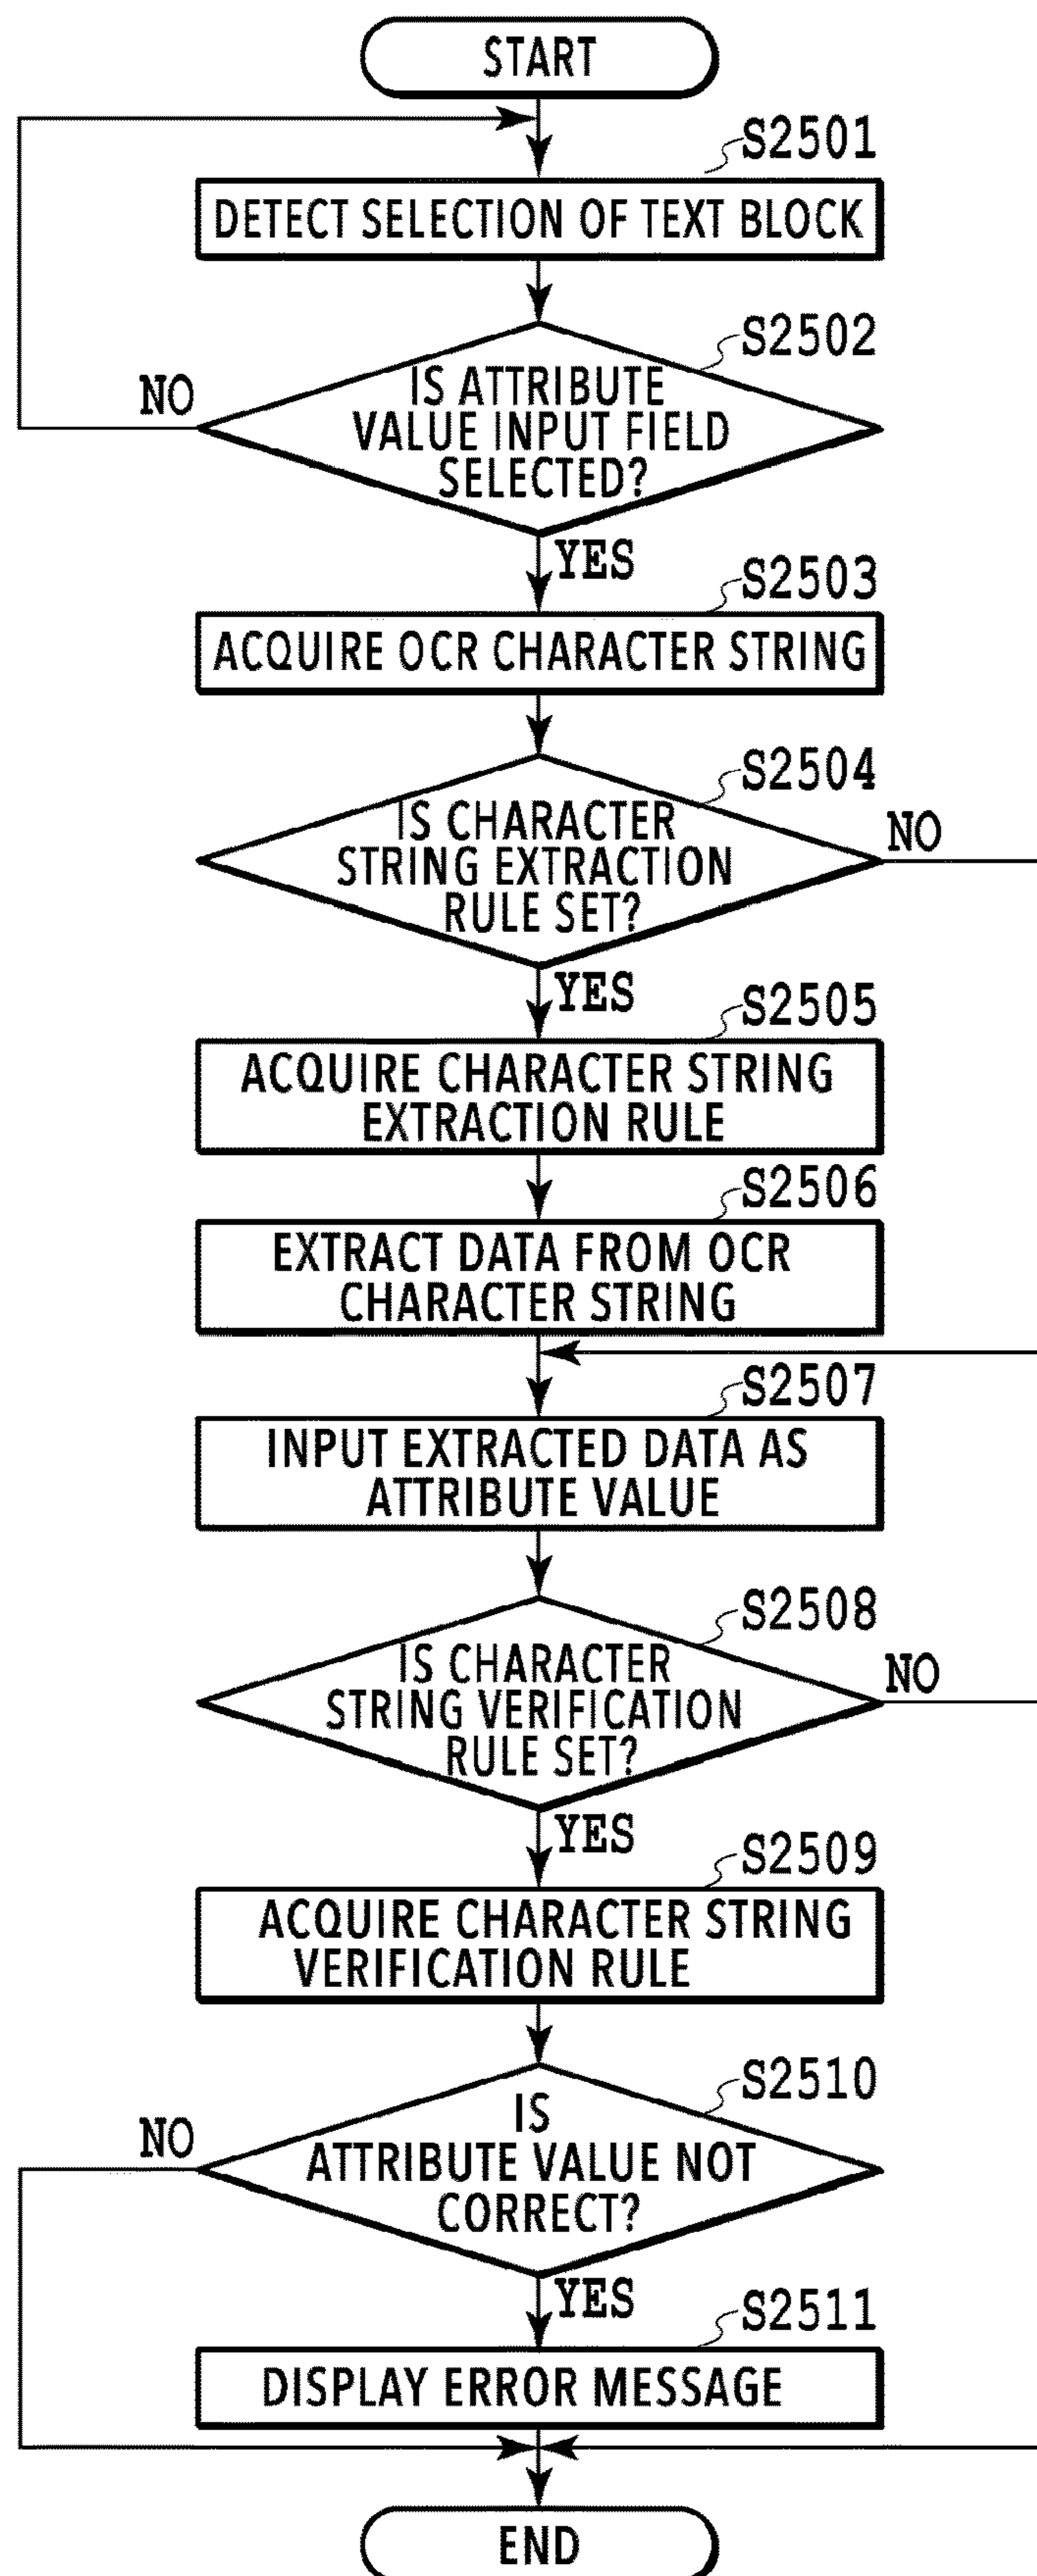 START
S2501
DETECT SELECTION OF TEXT BLOCK
S2502
NO
IS ATTRIBUTE
VALUE INPUT FIELD
SELECTED?
YES
S2503
ACQUIRE OCR CHARACTER STRING
S2504
IS CHARACTER
STRING EXTRACTION
RULE SET?
NO
YES
S2505
ACQUIRE CHARACTER STRING
EXTRACTION RULE
S2506
EXTRACT DATA FROM OCR
CHARACTER STRING
S2507
INPUT EXTRACTED DATA AS
ATTRIBUTE VALUE
S2508
IS CHARACTER
STRING VERIFICATION
RULE SET?
NO
YES
S2509
ACQUIRE CHARACTER STRING
VERIFICATION RULE
S2510
NO
IS
ATTRIBUTE VALUE NOT
CORRECT?
YES
S2511
DISPLAY ERROR MESSAGE
END